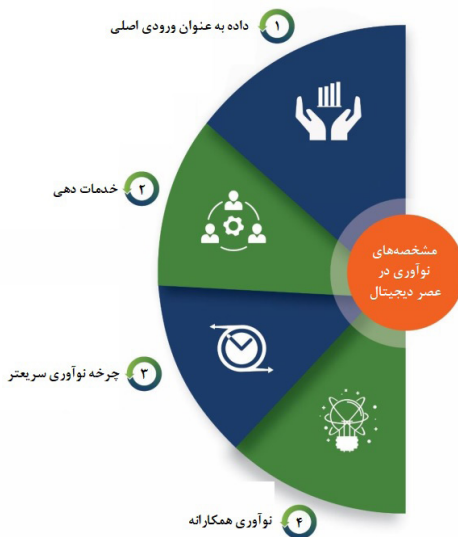 ۱ داده به عنوان ورودی اصلی
۲ خدمات دهی
مشخصه‌های
نوآوری در
عصر دیجیتال
۳ چرخه نوآوری سریعتر
۴ نوآوری همکارانه